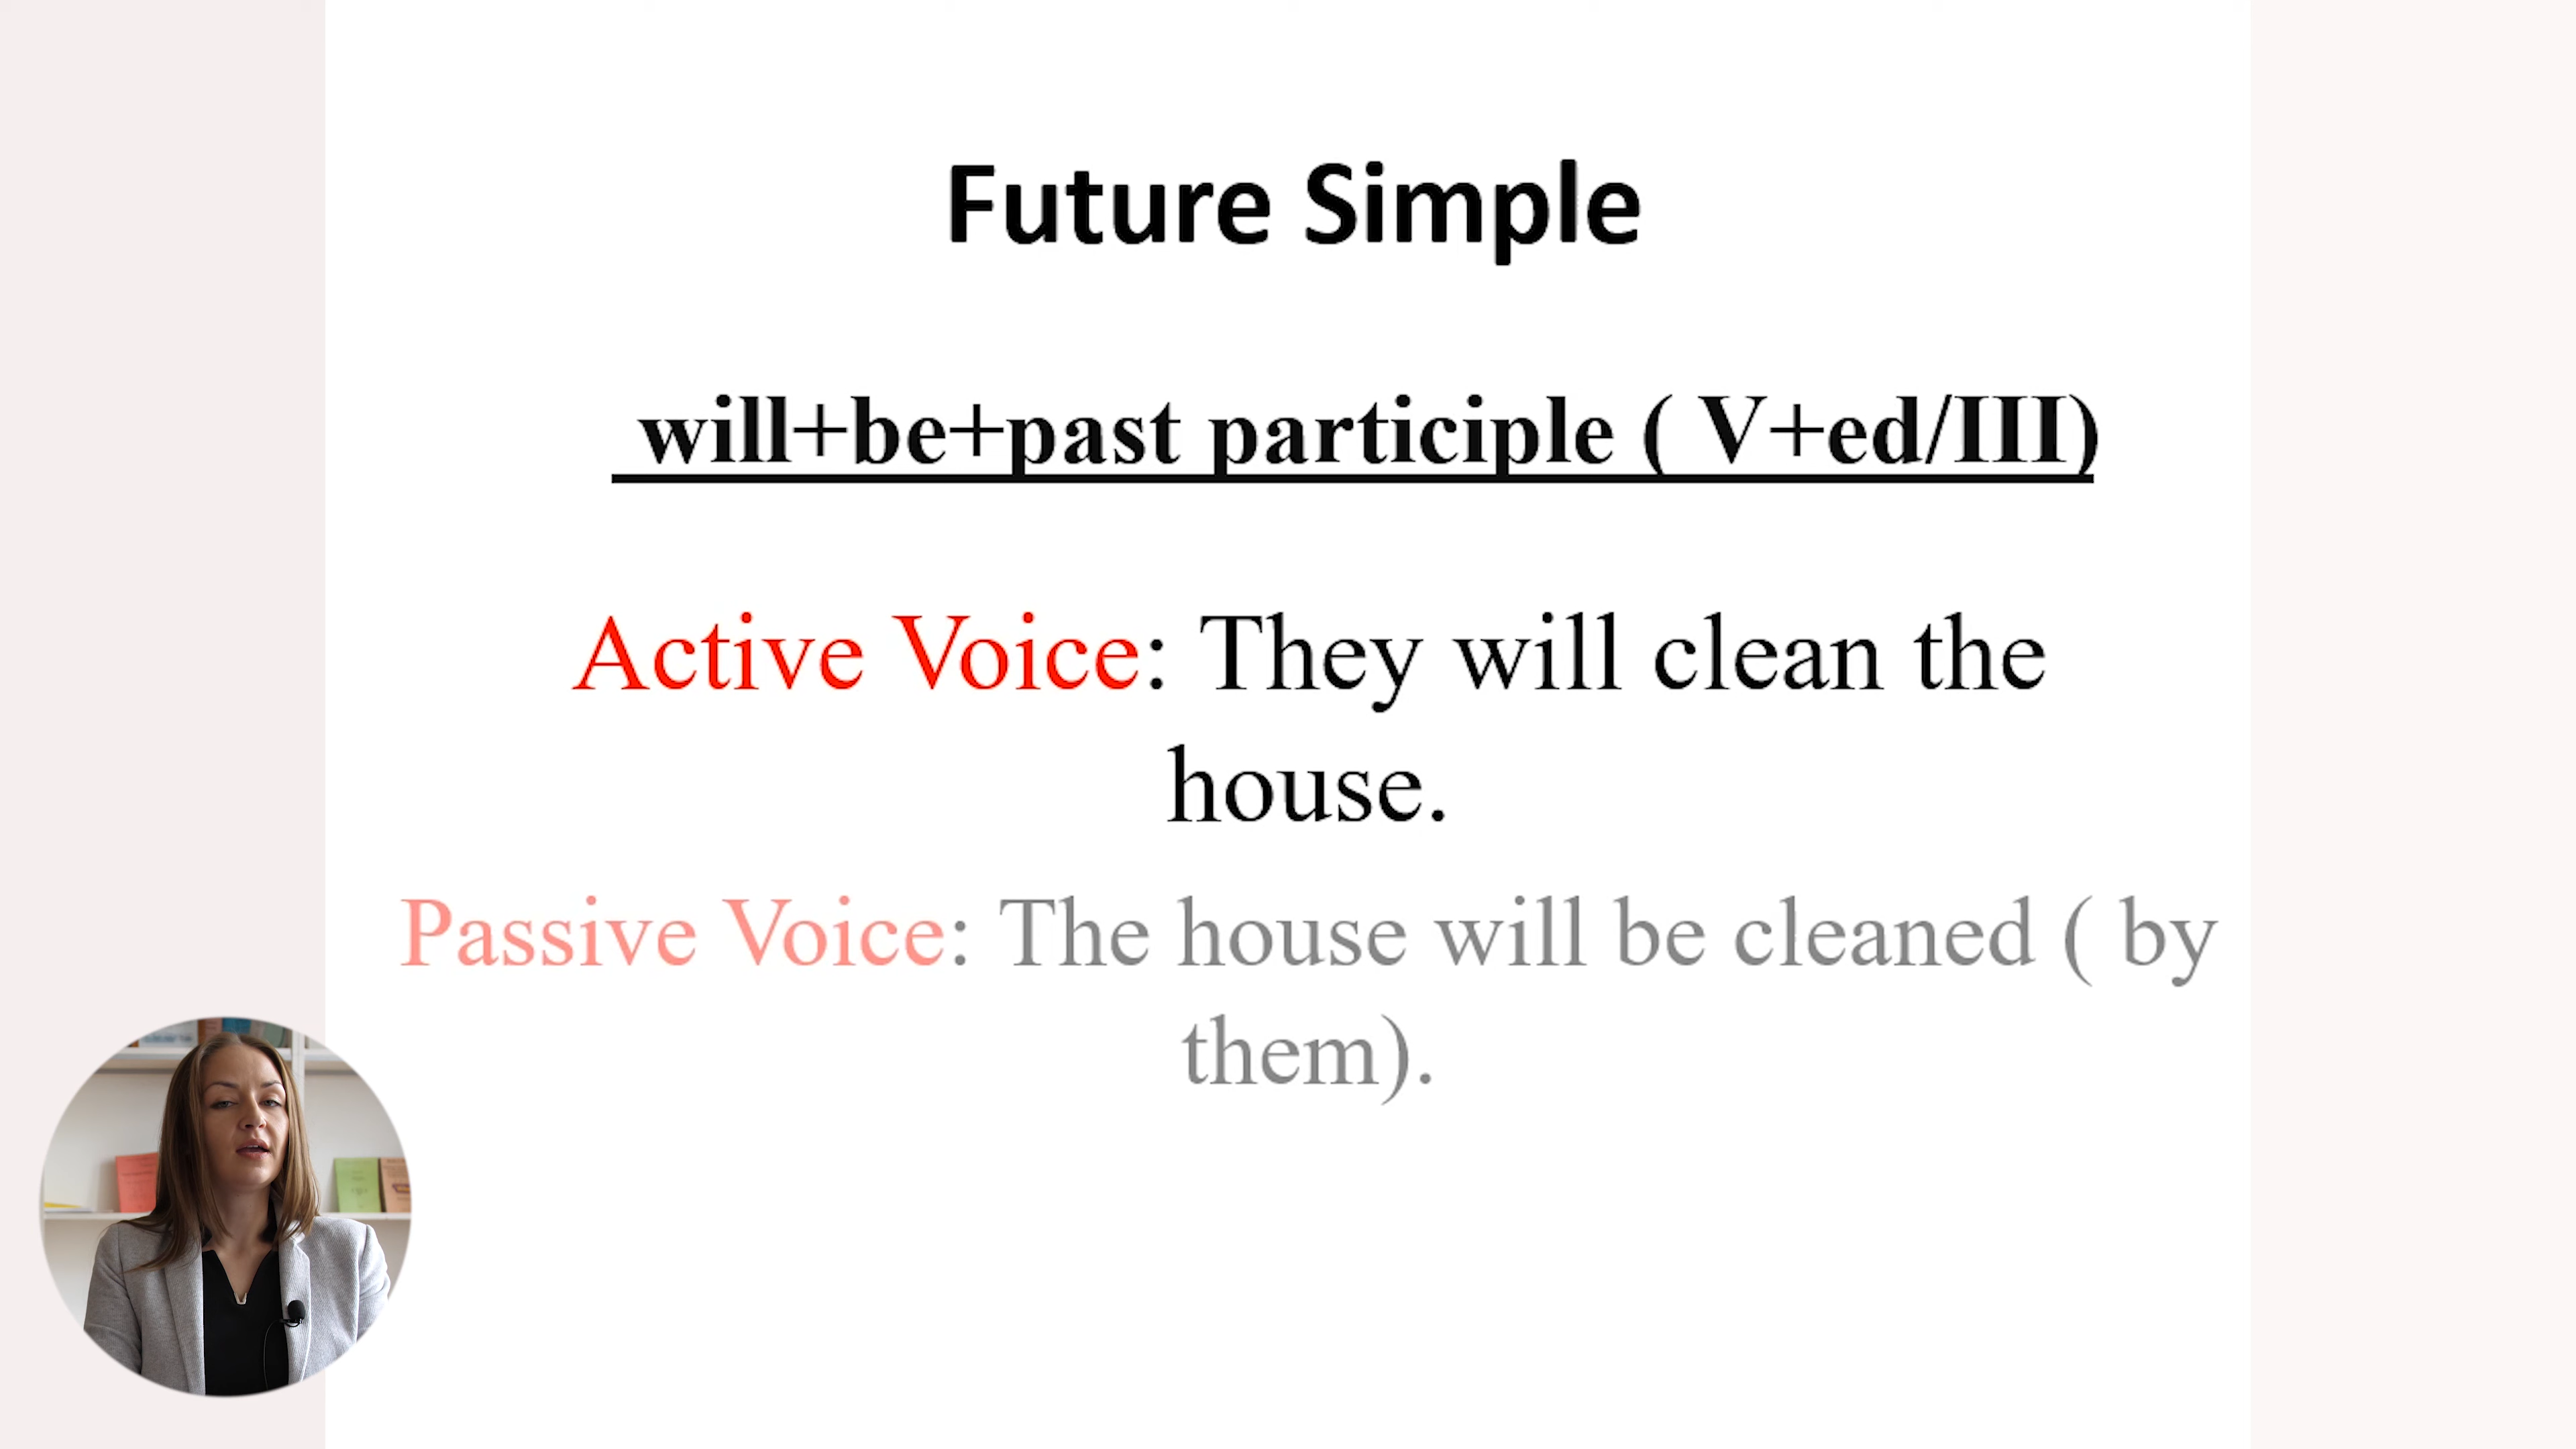 Future Simple
will+be+past participle ( V+ed/III)
Active Voice: They will clean the
house.
Passive Voice: The house will be cleaned ( by
them).